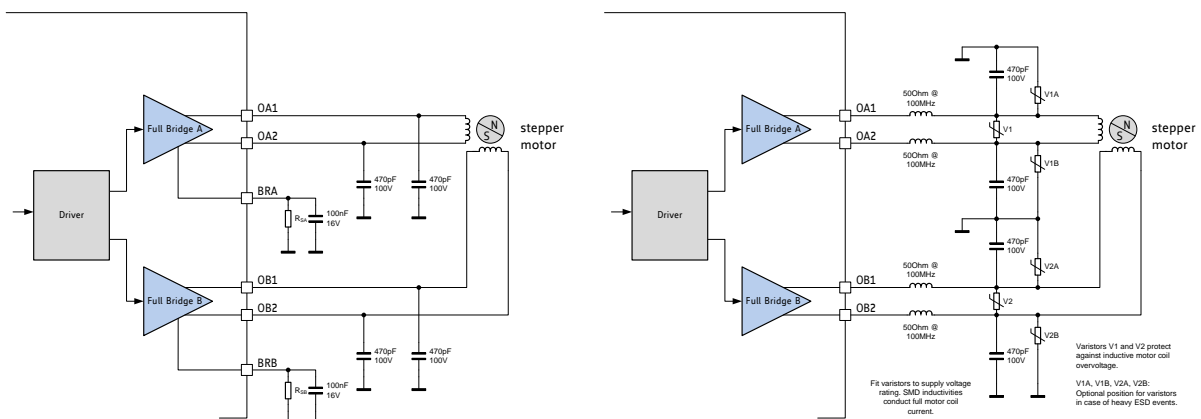 OA1
Full Bridge A
OA2
N
S
stepper
motor
470pF
100V
470pF
100V
BRA
RSA
100nF
16V
Driver
OB1
Full Bridge B
OB2
470pF
100V
470pF
100V
BRB
RSB
100nF
16V
470pF
100V
V1A
50Ohm @
100MHz
OA1
Full Bridge A
V1
OA2
N
S
stepper
motor
50Ohm @
100MHz
V1B
470pF
100V
Driver
470pF
100V
50Ohm @
100MHz
V2A
OB1
Full Bridge B
V2
OB2
50Ohm @
100MHz
V2B
470pF
100V
Fit varistors to supply voltage
rating. SMD inductivities
conduct full motor coil
current.
Varistors V1 and V2 protect
against inductive motor coil
overvoltage.
V1A, V1B, V2A, V2B:
Optional position for varistors
in case of heavy ESD events.